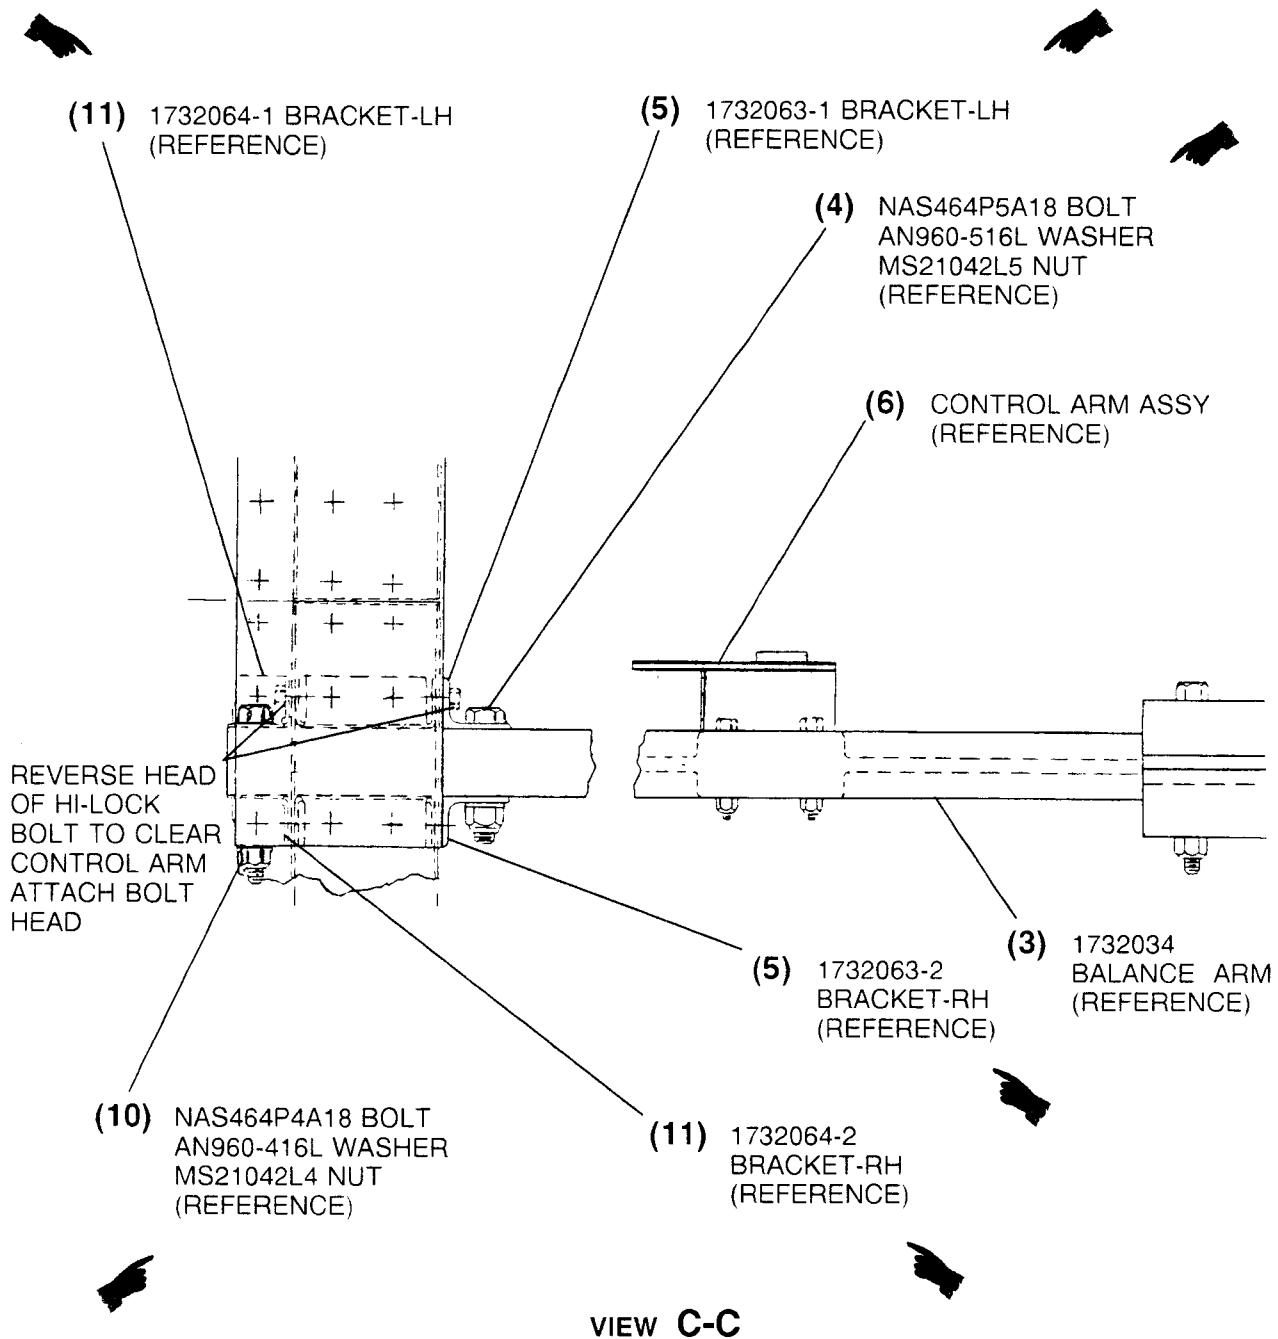 (11) 1732064-1 BRACKET-LH
(REFERENCE)
(5) 1732063-1 BRACKET-LH
(REFERENCE)
(4) NAS464P5A18 BOLT
AN960-516L WASHER
MS21042L5 NUT
(REFERENCE)
(6) CONTROL ARM ASSY
(REFERENCE)
REVERSE HEAD
OF HI-LOCK
BOLT TO CLEAR
CONTROL ARM
ATTACH BOLT
HEAD
(3) 1732034
BALANCE ARM
(REFERENCE)
(5) 1732063-2
BRACKET-RH
(REFERENCE)
(10) NAS464P4A18 BOLT
AN960-416L WASHER
MS21042L4 NUT
(REFERENCE)
(11) 1732064-2
BRACKET-RH
(REFERENCE)
VIEW C-C